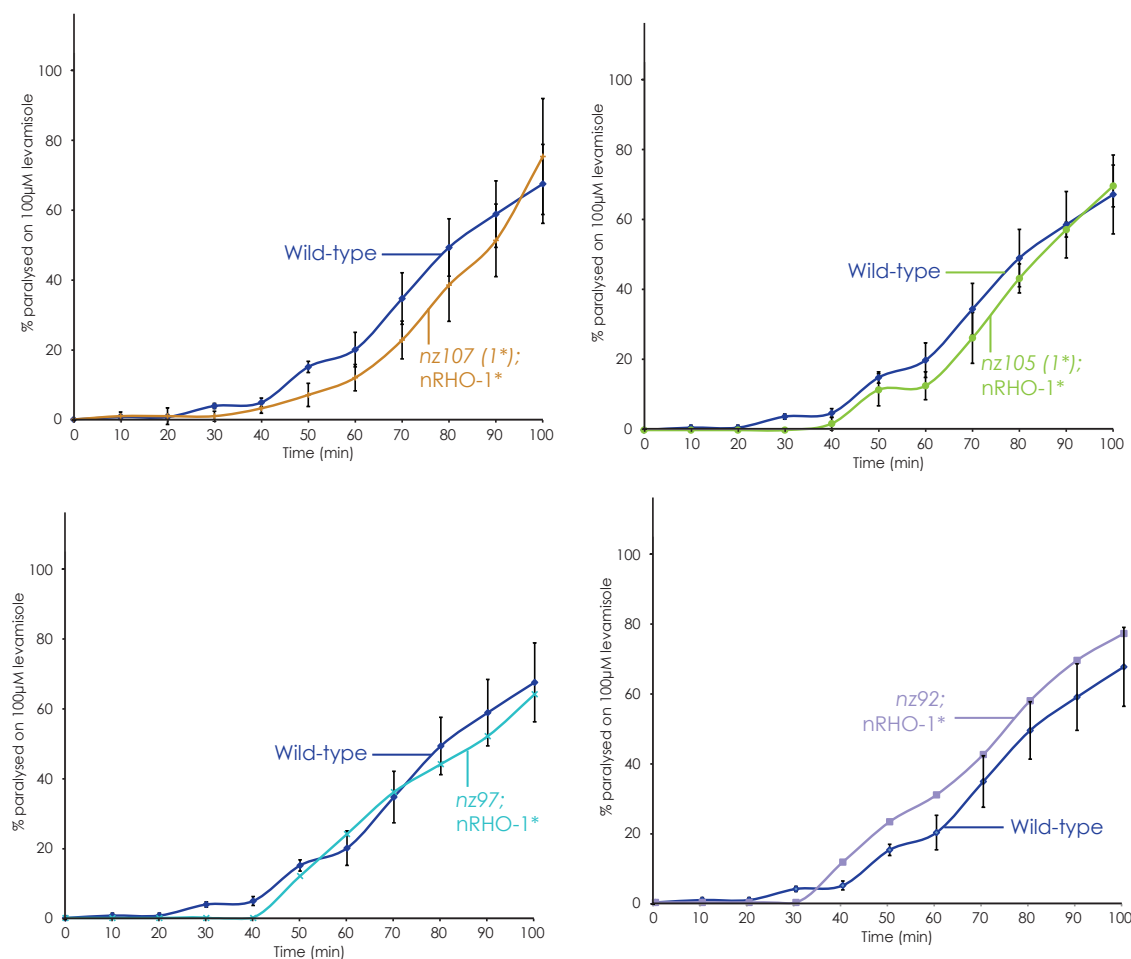 % paralysed on 100µM levamisole
100
80
60
40
20
0
Wild-type
nz107 (1*);
nRHO-1*
0 10 20 30 40 50 60 70 80 90 100
Time (min)
% paralysed on 100µM levamisole
100
80
60
40
20
0
Wild-type
nz105 (1*);
nRHO-1*
0 10 20 30 40 50 60 70 80 90 100
Time (min)
% paralysed on 100µM levamisole
100
80
60
40
20
0
Wild-type
nz97;
nRHO-1*
0 10 20 30 40 50 60 70 80 90 100
Time (min)
% paralysed on 100µM levamisole
100
80
60
40
20
0
nz92;
nRHO-1*
Wild-type
0 10 20 30 40 50 60 70 80 90 100
Time (min)